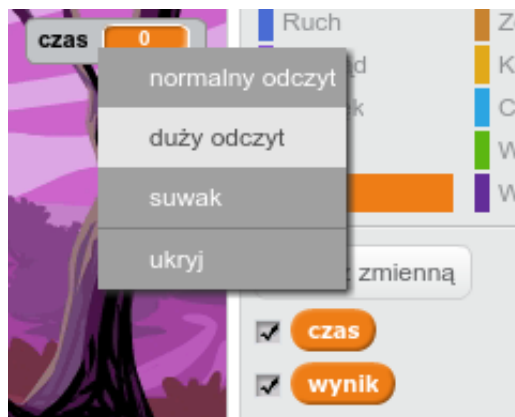 czas 0
Ruch
normalny odczyt
duży odczyt
suwak
ukryj
zmienną
czas
wynik